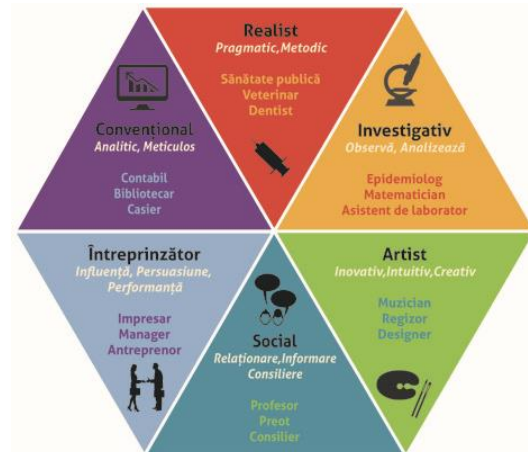 Realist
Pragmatic,Metodic
Sănătate publică
Veterinar
Dentist
Convențional
Analitic, Meticulos
Contabil
Bibliotecar
Casier
Investigativ
Observă, Analizează
Epidemiolog
Matematician
Asistent de laborator
Întreprinzător
Influență, Persuasiune,
Performanță
Impresar
Manager
Antreprenor
Social
Relaționare,Informare
Consiliere
Profesor
Preot
Consilier
Artist
Inovativ,Intuitiv,Creativ
Muzician
Regizor
Designer